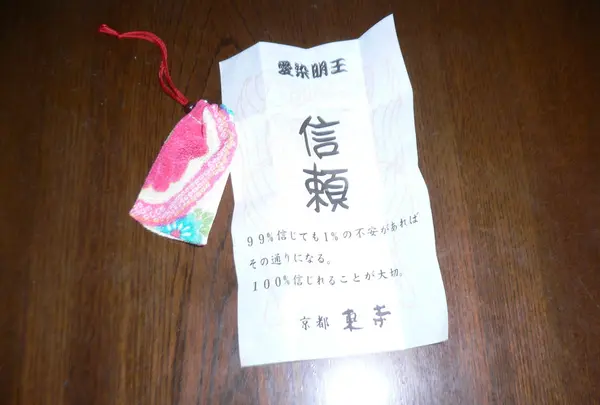 愛染明王
信頼
99%信じても1%の不安があれば
その通りになる。
100%信じれることが大切。
京都 東寺